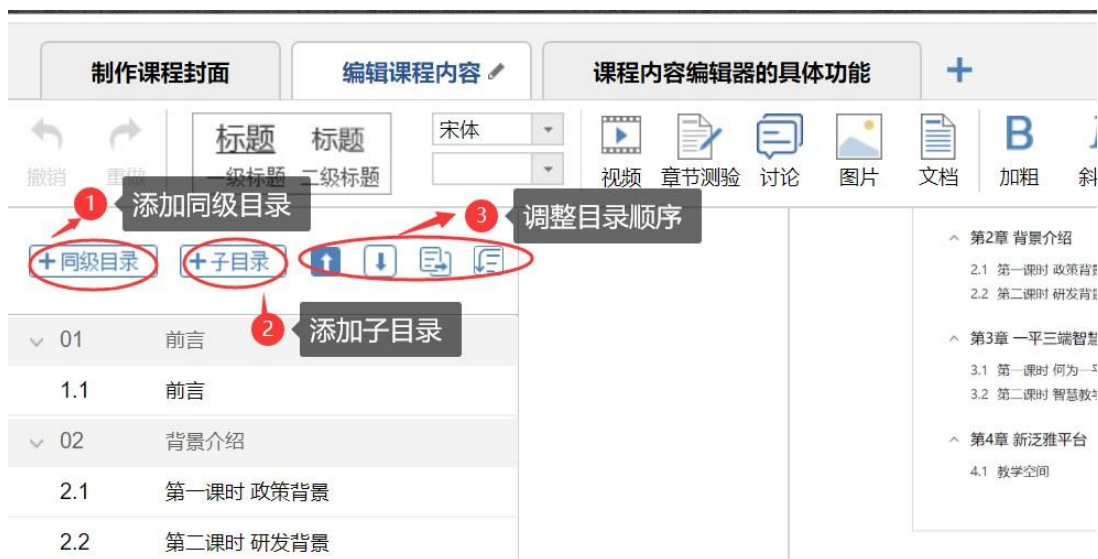 制作课程封面 编辑课程内容 课程内容编辑器的具体功能 +
标题 标题 宋体
撤销 重做 一级标题 二级标题 视频 章节测验 讨论 图片 文档 B 加粗
1 添加同级目录 3 调整目录顺序
+同级目录 +子目录
2 添加子目录
01 前言
1.1 前言
02 背景介绍
2.1 第一课时 政策背景
2.2 第二课时 研发背景
第2章 背景介绍
2.1 第一课时 政策背
2.2 第二课时 研发背
第3章 一平三端智慧
3.1 第一课时 何为一
3.2 第二课时 智慧教
第4章 新泛雅平台
4.1 教学空间